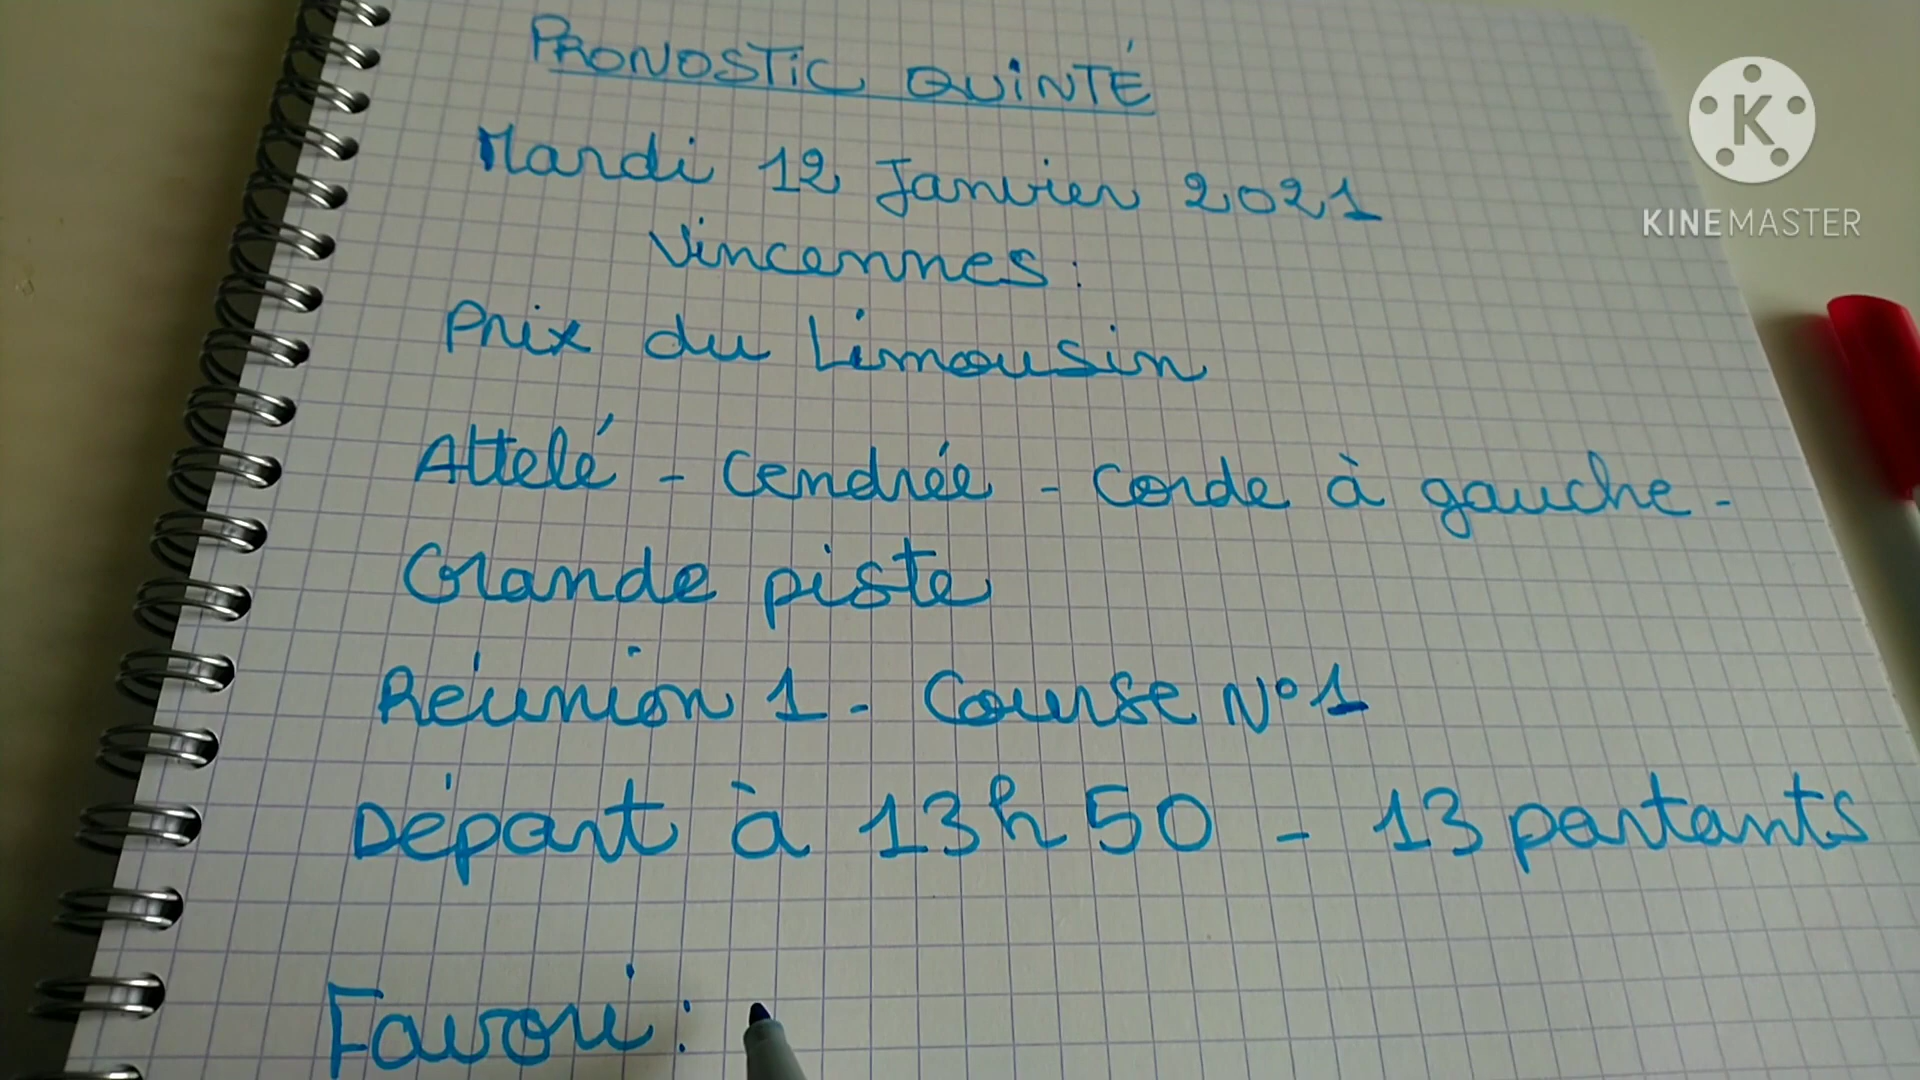 PRONOSTIC QUINTÉ
Mardi 12 Janvier 2021
Vincennes :
Prix du Limousin
Attelé - Cendrée - Corde à gauche -
Grande piste
Réunion 1 - Course N°1
Départ à 13h50 - 13 partants
Favori :
K
KINEMASTER